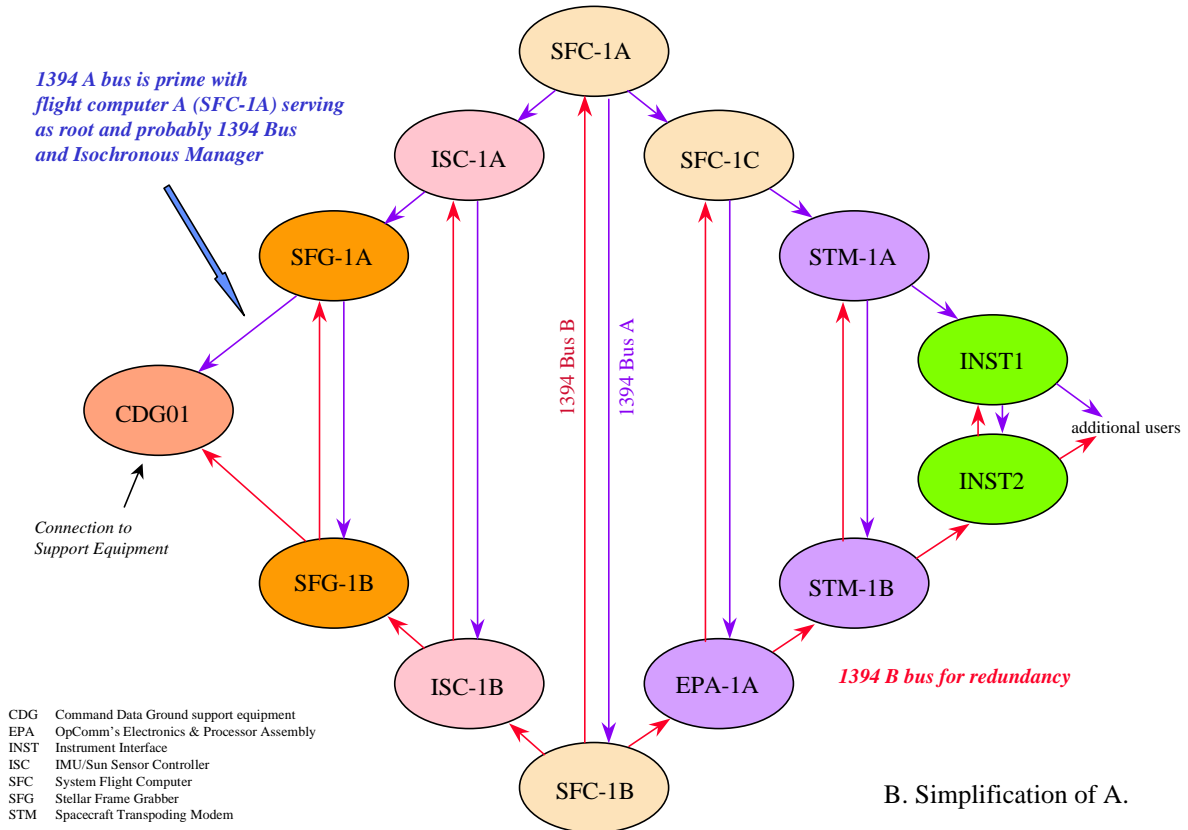 SFC-1A
1394 A bus is prime with
flight computer A (SFC-1A) serving
as root and probably 1394 Bus
and Isochronous Manager
ISC-1A
SFC-1C
SFG-1A
STM-1A
1394 Bus B
1394 Bus A
INST1
CDG01
additional users
INST2
Connection to
Support Equipment
SFG-1B
STM-1B
ISC-1B
EPA-1A
1394 B bus for redundancy
CDG Command Data Ground support equipment
EPA OpComm's Electronics & Processor Assembly
INST Instrument Interface
ISC IMU/Sun Sensor Controller
SFC System Flight Computer
SFG Stellar Frame Grabber
STM Spacecraft Transpoding Modem
SFC-1B
B. Simplification of A.